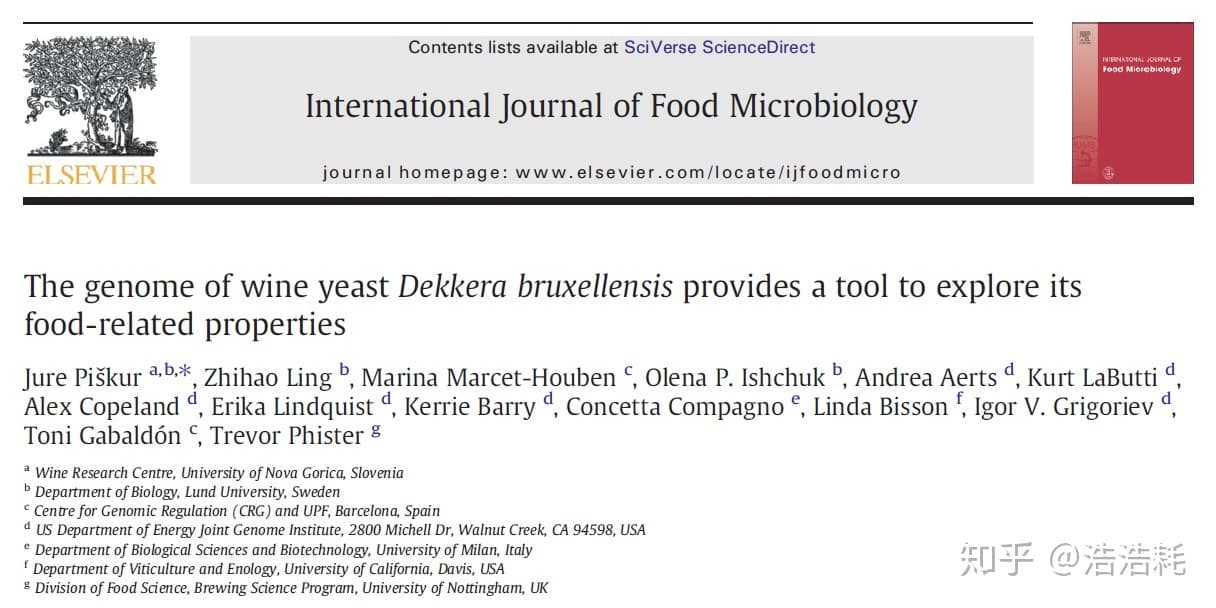 Contents lists available at SciVerse ScienceDirect
International Journal of Food Microbiology
journal homepage: www.elsevier.com/locate/ijfoodmicro
ELSEVIER
INTERNATIONAL JOURNAL OF
Food Microbiology
The genome of wine yeast Dekkera bruxellensis provides a tool to explore its
food-related properties
Jure Piškur a,b,*, Zhihao Ling b, Marina Marcet-Houben c, Olena P. Ishchuk b, Andrea Aerts d, Kurt LaButti d,
Alex Copeland d, Erika Lindquist d, Kerrie Barry d, Concetta Compagno e, Linda Bisson f, Igor V. Grigoriev d,
Toni Gabaldón c, Trevor Phister g
a Wine Research Centre, University of Nova Gorica, Slovenia
b Department of Biology, Lund University, Sweden
c Centre for Genomic Regulation (CRG) and UPF, Barcelona, Spain
d US Department of Energy Joint Genome Institute, 2800 Michell Dr, Walnut Creek, CA 94598, USA
e Department of Biological Sciences and Biotechnology, University of Milan, Italy
f Department of Viticulture and Enology, University of California, Davis, USA
g Division of Food Science, Brewing Science Program, University of Nottingham, UK
知乎 @浩浩耗